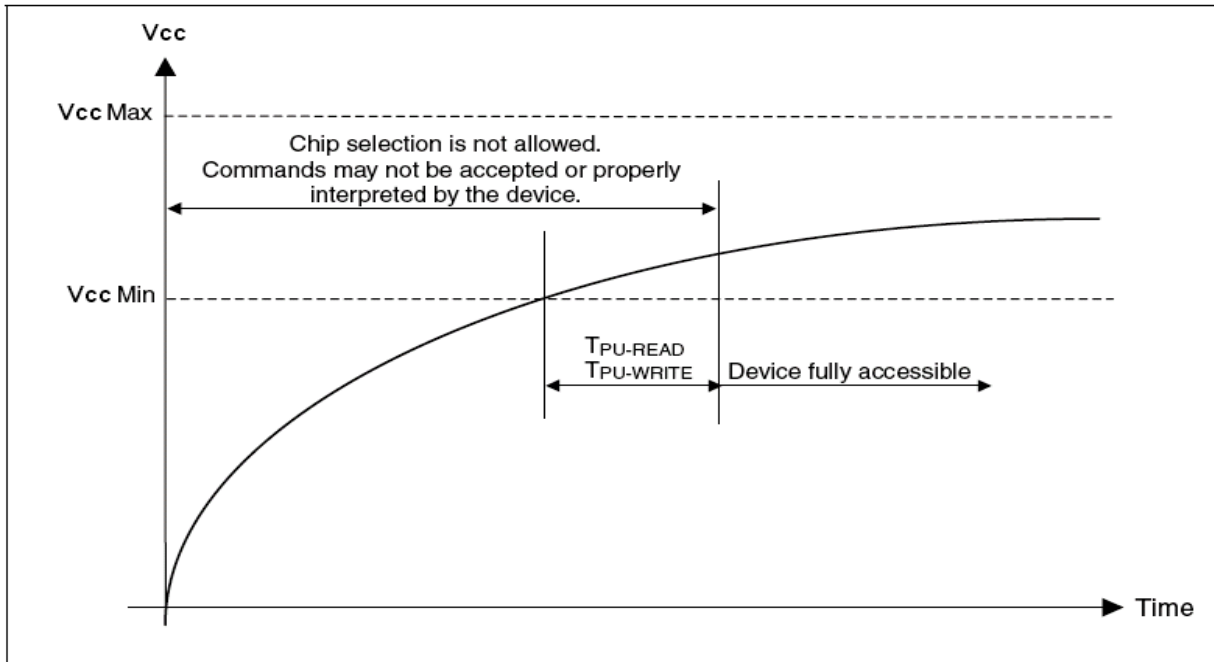 Vcc
Vcc Max
Chip selection is not allowed.
Commands may not be accepted or properly
interpreted by the device.
Vcc Min
TPU-READ
TPU-WRITE
Device fully accessible
Time